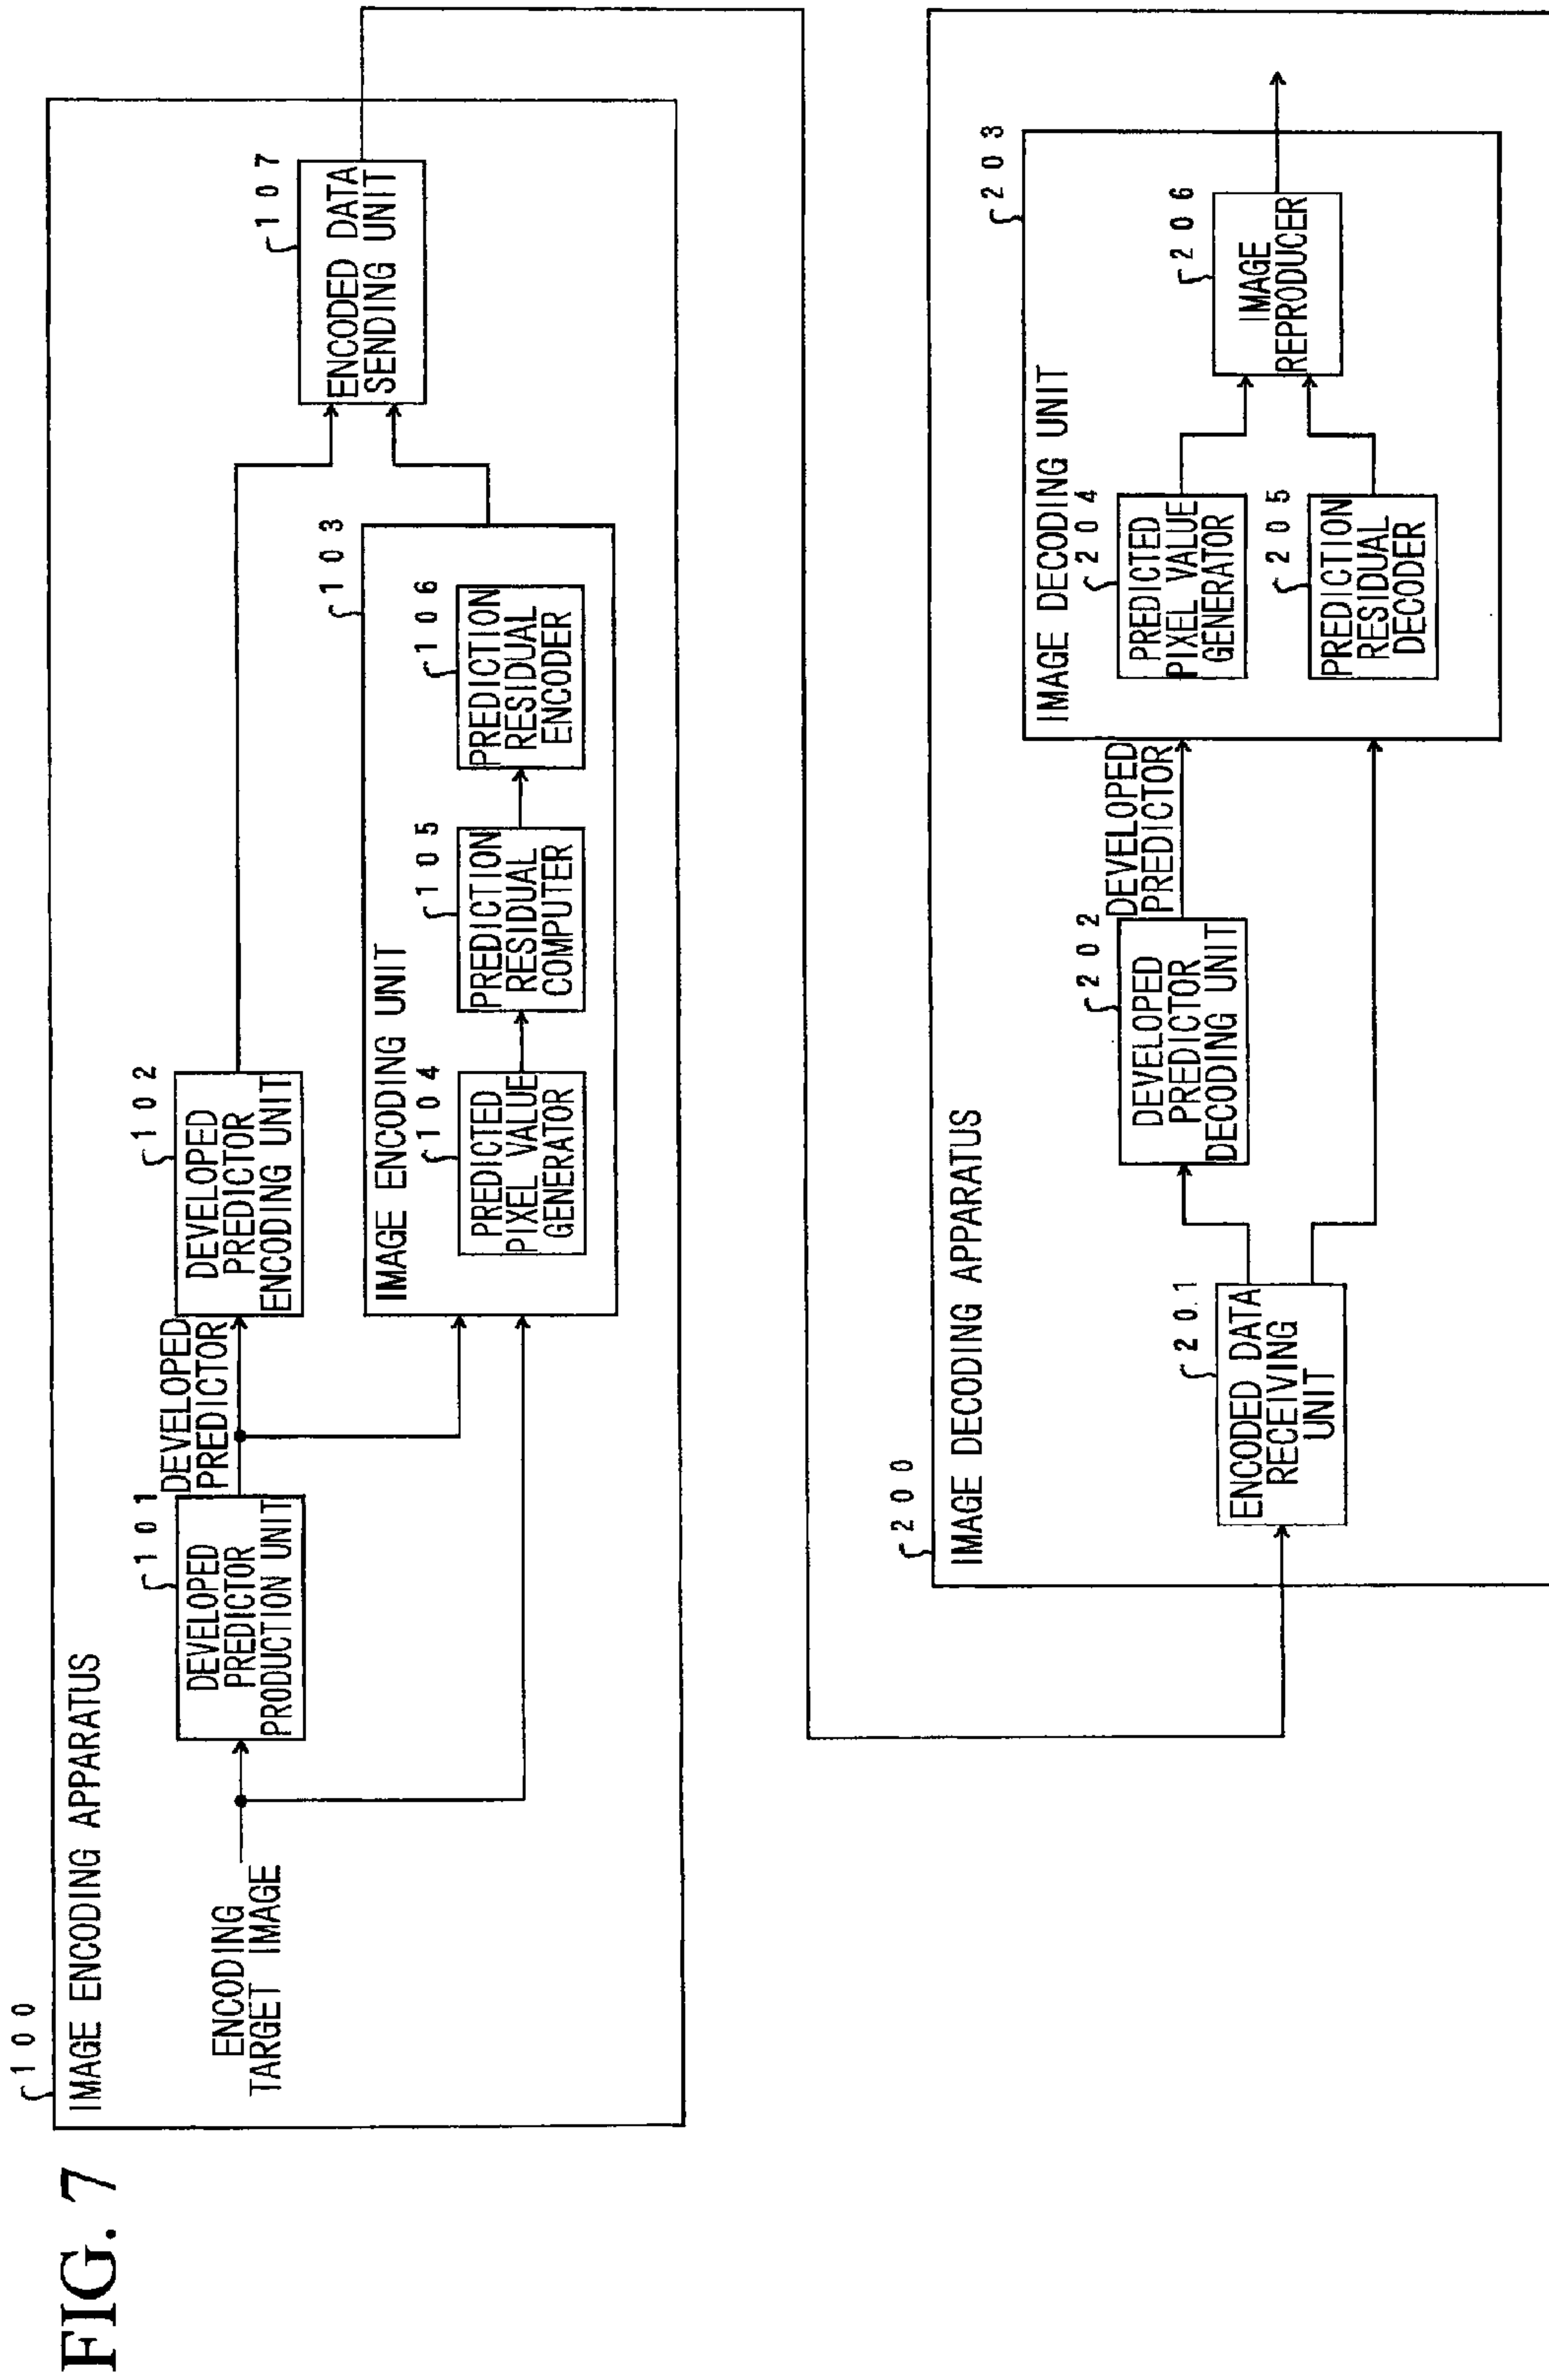 FIG. 7
100
IMAGE ENCODING APPARATUS
ENCODING
TARGET IMAGE
101
DEVELOPED
PREDICTOR
PRODUCTION UNIT
DEVELOPED
PREDICTOR
102
DEVELOPED
PREDICTOR
ENCODING UNIT
103
IMAGE ENCODING UNIT
104
PREDICTED
PIXEL VALUE
GENERATOR
105
PREDICTION
RESIDUAL
COMPUTER
106
PREDICTION
RESIDUAL
ENCODER
107
ENCODED DATA
SENDING UNIT
200
IMAGE DECODING APPARATUS
201
ENCODED DATA
RECEIVING
UNIT
202
DEVELOPED
PREDICTOR
DECODING UNIT
DEVELOPED
PREDICTOR
203
IMAGE DECODING UNIT
204
PREDICTED
PIXEL VALUE
GENERATOR
205
PREDICTION
RESIDUAL
DECODER
206
IMAGE
REPRODUCER